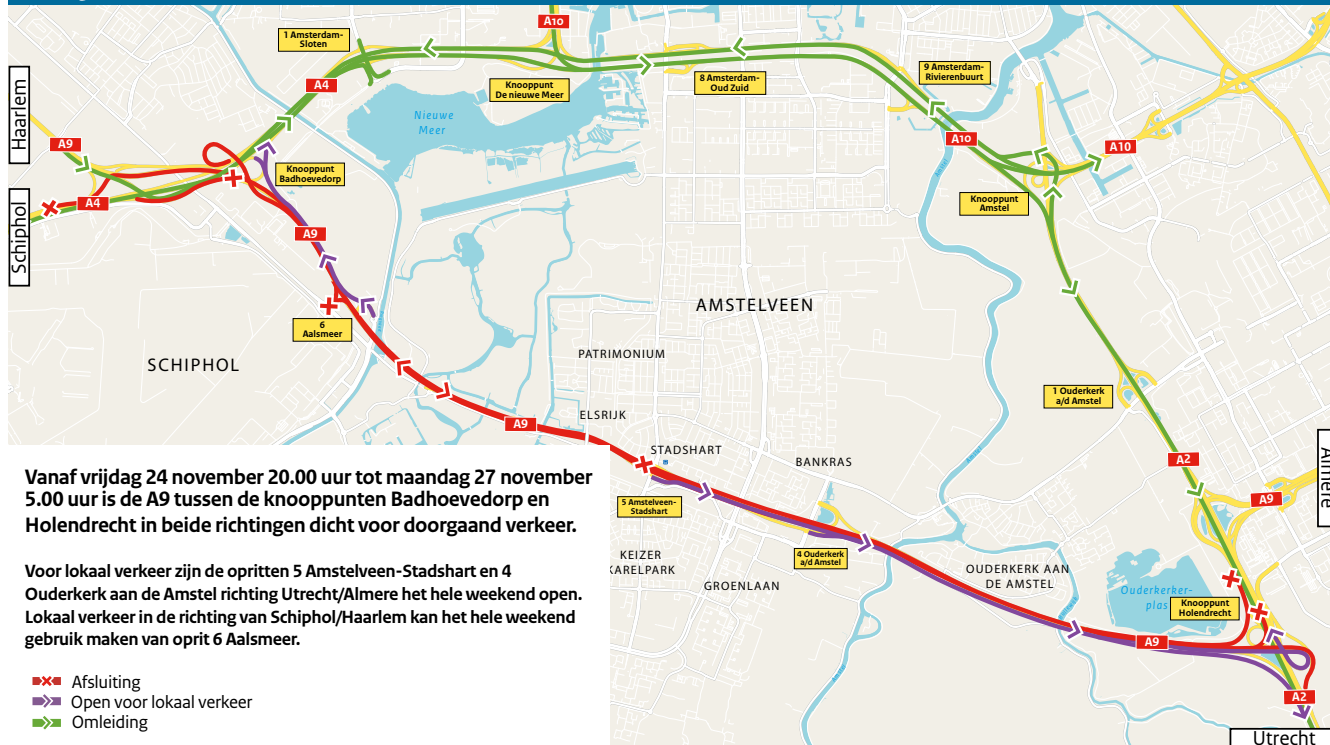 A10
1 Amsterdam-
Sloten
Knooppunt
De nieuwe Meer
8 Amsterdam-
Oud Zuid
9 Amsterdam-
Rivierenbuurt
Haarlem
A4
Nieuwe
Meer
A9
Knooppunt
Badhoevedorp
A10
A10
Amstel
Knooppunt
Amstel
Schiphol
A4
A9
6
Aalsmeer
AMSTELVEEN
SCHIPHOL
PATRIMONIUM
1 Ouderkerk
a/d Amstel
ELSRIJK
A9
STADSHART
BANKRAS
A2
Almere
A9
5 Amstelveen-
Stadshart
4 Ouderkerk
a/d Amstel
KEIZER
KARELPARK
GROENLAAN
OUDERKERK AAN
DE AMSTEL
Ouderkerker-
plas
Knooppunt
Holendrecht
A9
A2
Utrecht
Vanaf vrijdag 24 november 20.00 uur tot maandag 27 november
5.00 uur is de A9 tussen de knooppunten Badhoevedorp en
Holendrecht in beide richtingen dicht voor doorgaand verkeer.
Voor lokaal verkeer zijn de opritten 5 Amstelveen-Stadshart en 4
Ouderkerk aan de Amstel richting Utrecht/Almere het hele weekend open.
Lokaal verkeer in de richting van Schiphol/Haarlem kan het hele weekend
gebruik maken van oprit 6 Aalsmeer.
Afsluiting
Open voor lokaal verkeer
Omleiding